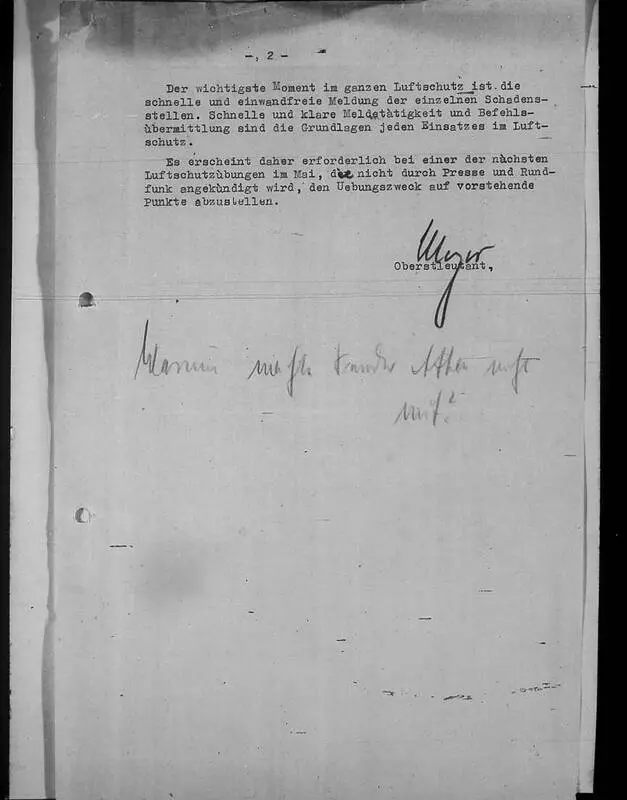 -, 2 -
Der wichtigste Moment im ganzen Luftschutz ist die
schnelle und einwandfreie Meldung der einzelnen Schadens-
stellen. Schnelle und klare Meldetätigkeit und Befehls-
übermittlung sind die Grundlagen jeden Einsatzes im Luft-
schutz.
Es erscheint daher erforderlich bei einer der nächsten
Luftschutzübungen im Mai, die nicht durch Presse und Rund-
funk angekündigt wird, den Uebungszweck auf vorstehende
Punkte abzustellen.
Meyer
Oberstleutnant,
Warum
mit?